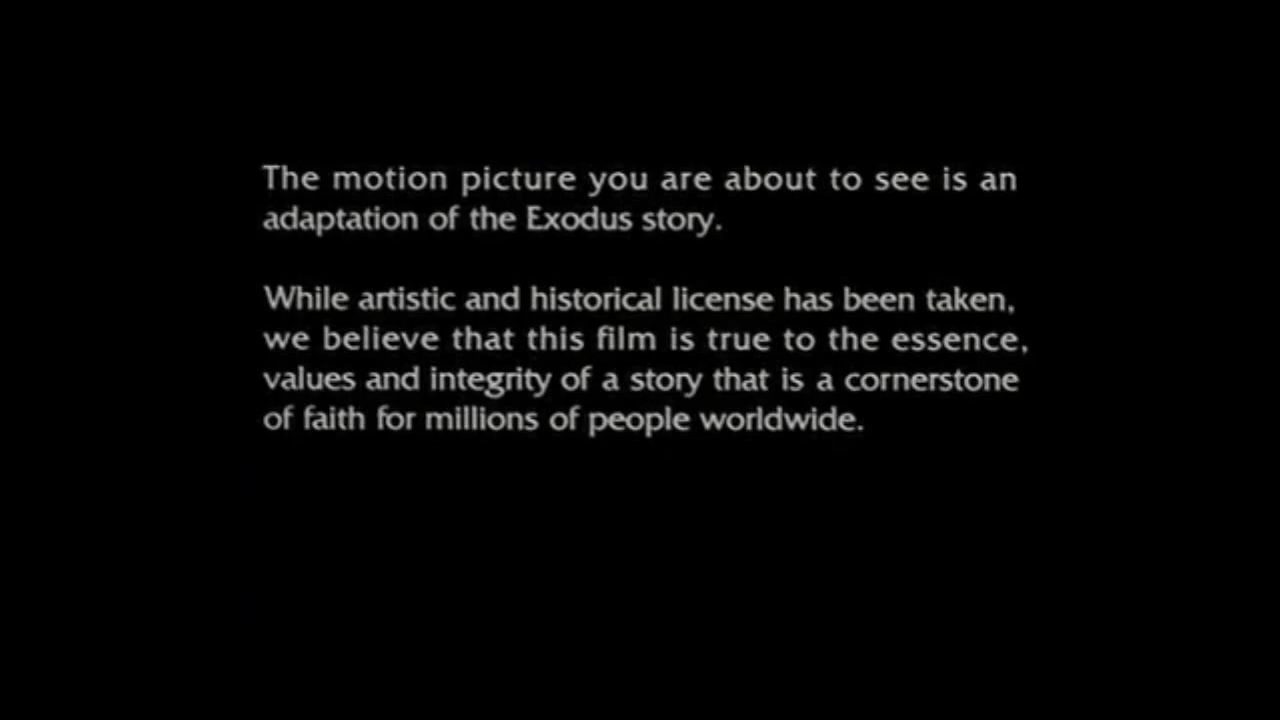 The motion picture you are about to see is an
adaptation of the Exodus story.
While artistic and historical license has been taken,
we believe that this film is true to the essence,
values and integrity of a story that is a cornerstone
of faith for millions of people worldwide.